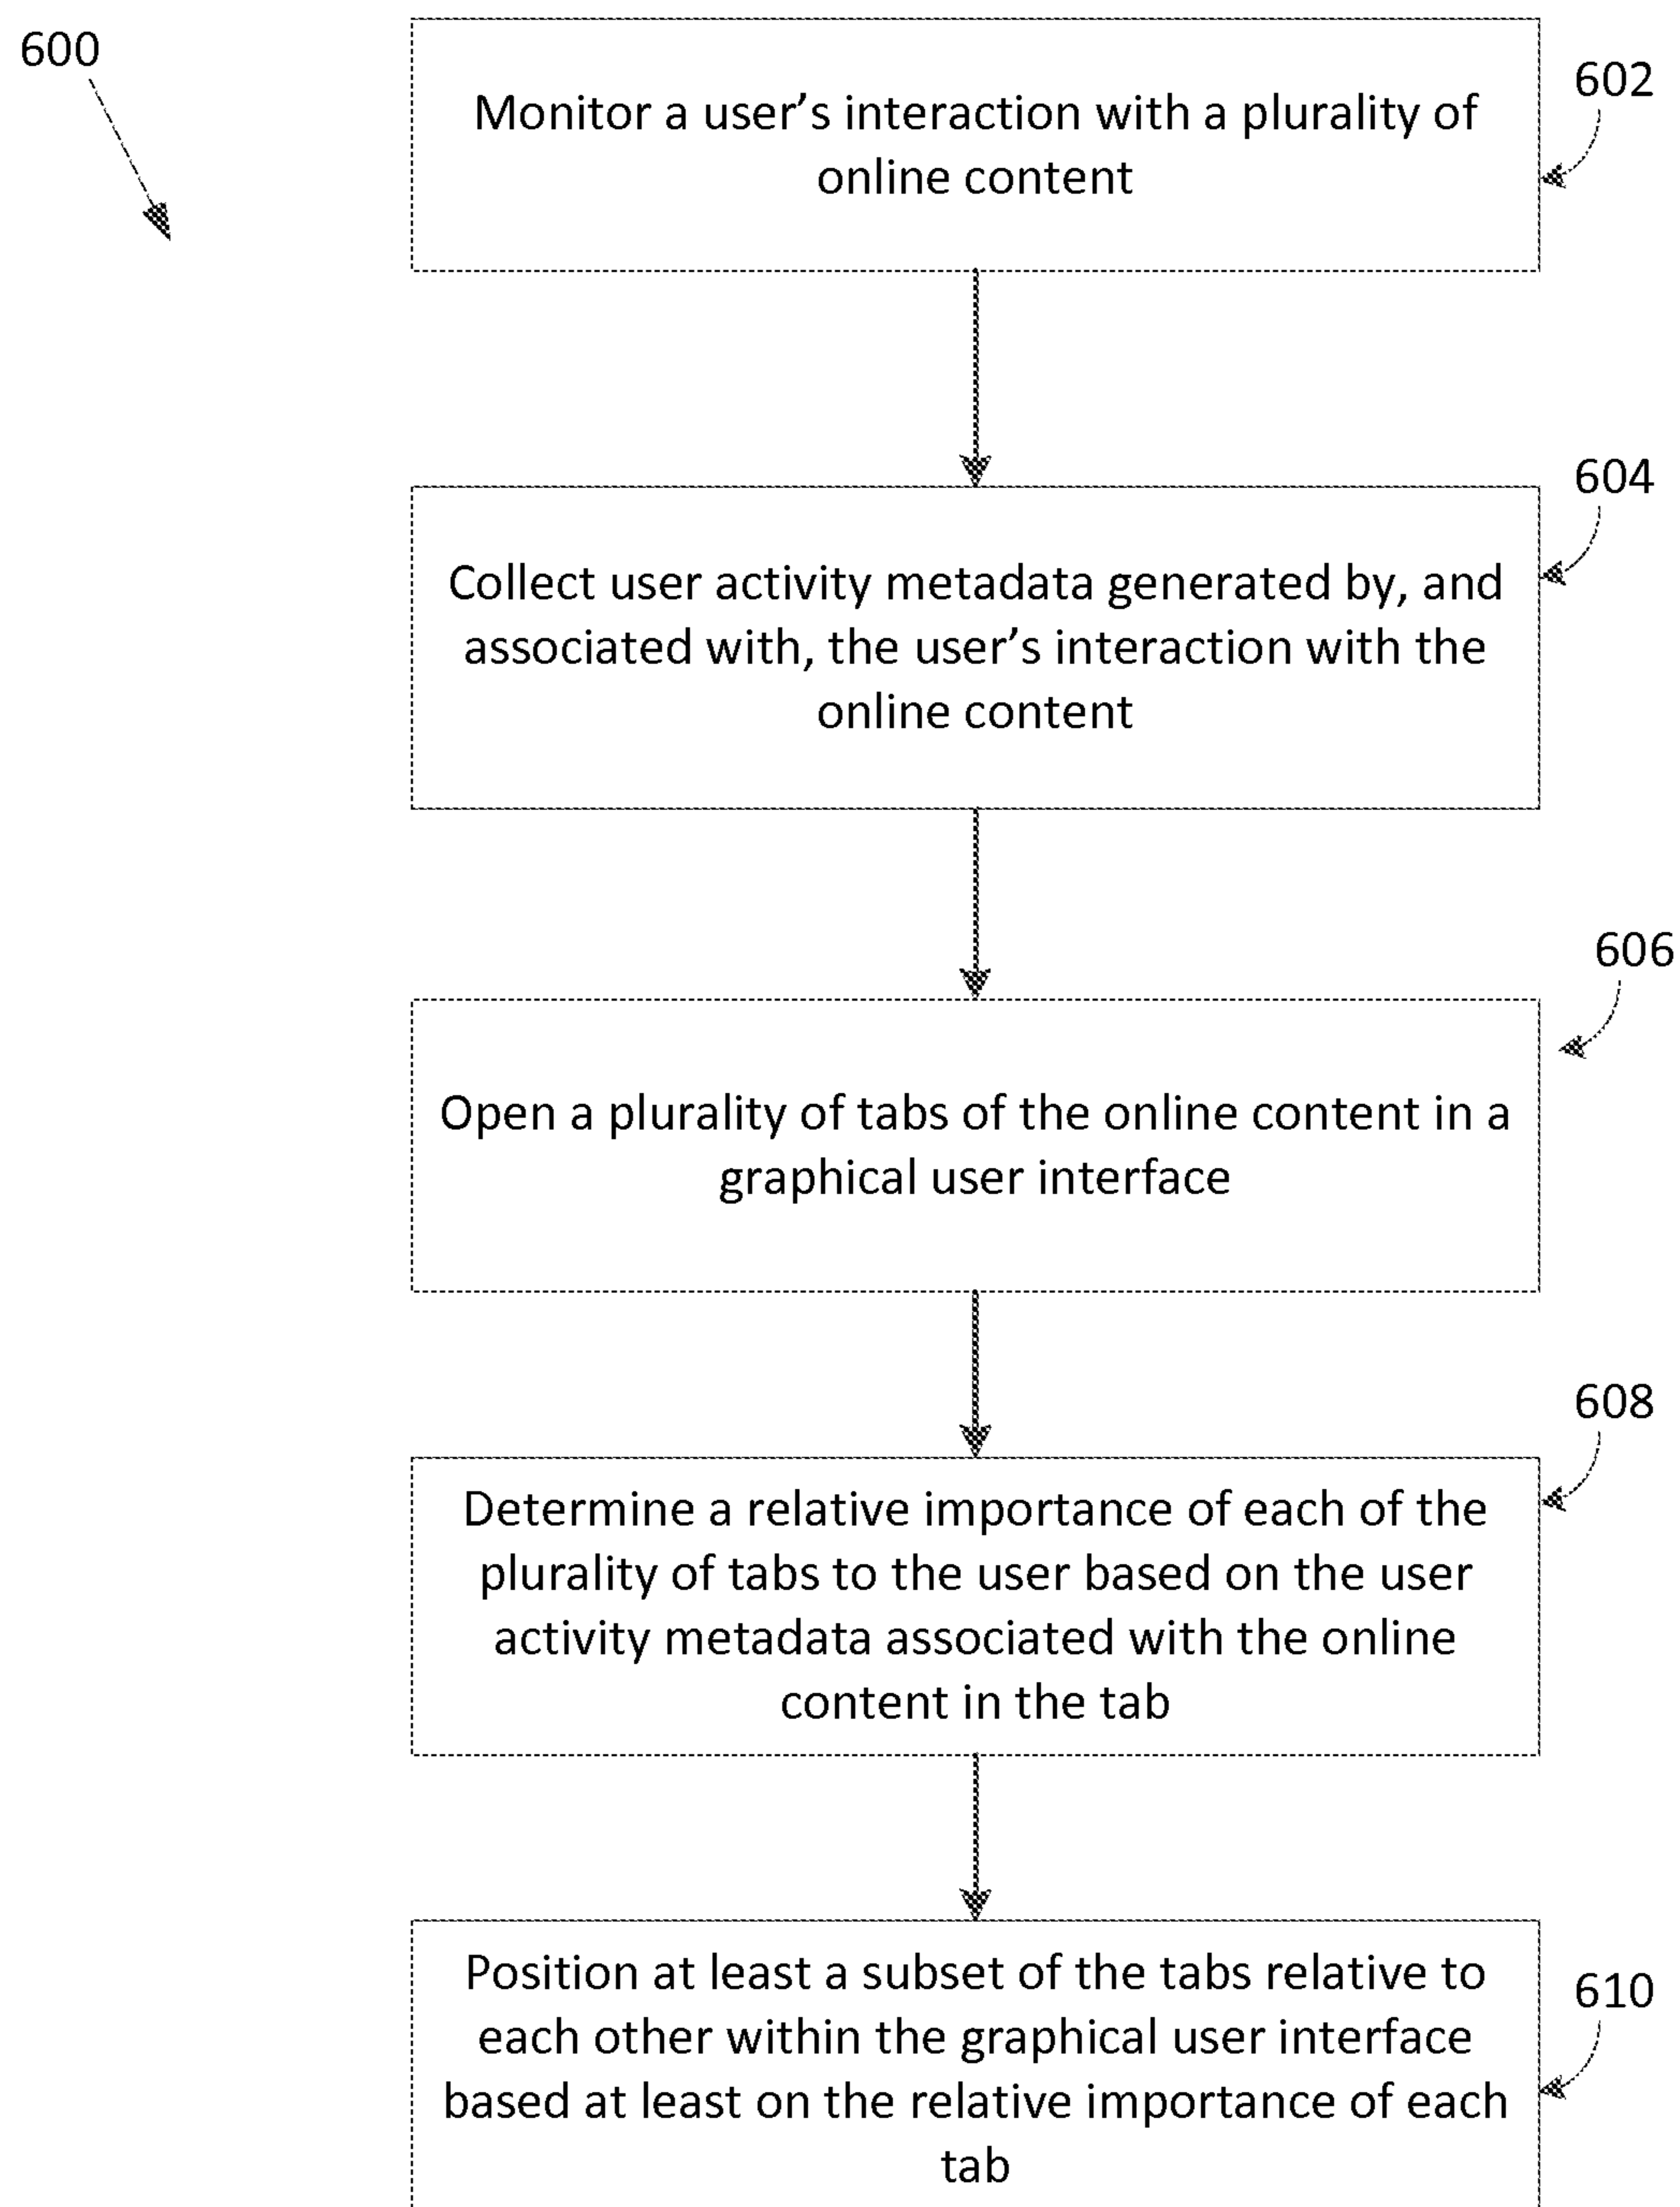 600
602
Monitor a user’s interaction with a plurality of
online content
604
Collect user activity metadata generated by, and
associated with, the user’s interaction with the
online content
606
Open a plurality of tabs of the online content in a
graphical user interface
608
Determine a relative importance of each of the
plurality of tabs to the user based on the user
activity metadata associated with the online
content in the tab
610
Position at least a subset of the tabs relative to
each other within the graphical user interface
based at least on the relative importance of each
tab